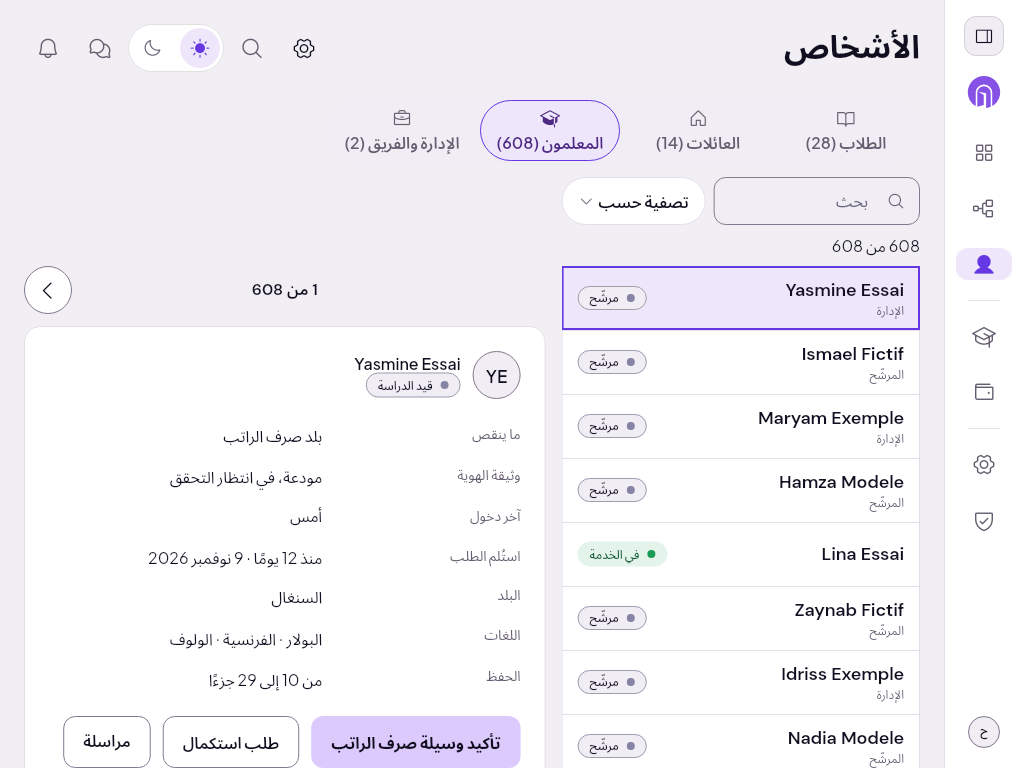 الأشخاص
الطلاب (28)
العائلات (14)
المعلمون (608)
الإدارة والفريق (2)
بحث
تصفية حسب
608 من 608
Yasmine Essai
الإدارة
مرشّح
Ismael Fictif
المرشّح
مرشّح
Maryam Exemple
الإدارة
مرشّح
Hamza Modele
المرشّح
مرشّح
Lina Essai
في الخدمة
Zaynab Fictif
المرشّح
مرشّح
Idriss Exemple
الإدارة
مرشّح
Nadia Modele
المرشّح
مرشّح
1 من 608
YE
Yasmine Essai
قيد الدراسة
ما ينقص
بلد صرف الراتب
وثيقة الهوية
مودعة، في انتظار التحقق
آخر دخول
أمس
استُلم الطلب
منذ 12 يومًا · 9 نوفمبر 2026
البلد
السنغال
اللغات
البولار · الفرنسية · الولوف
الحفظ
من 10 إلى 29 جزءًا
تأكيد وسيلة صرف الراتب
طلب استكمال
مراسلة
ح